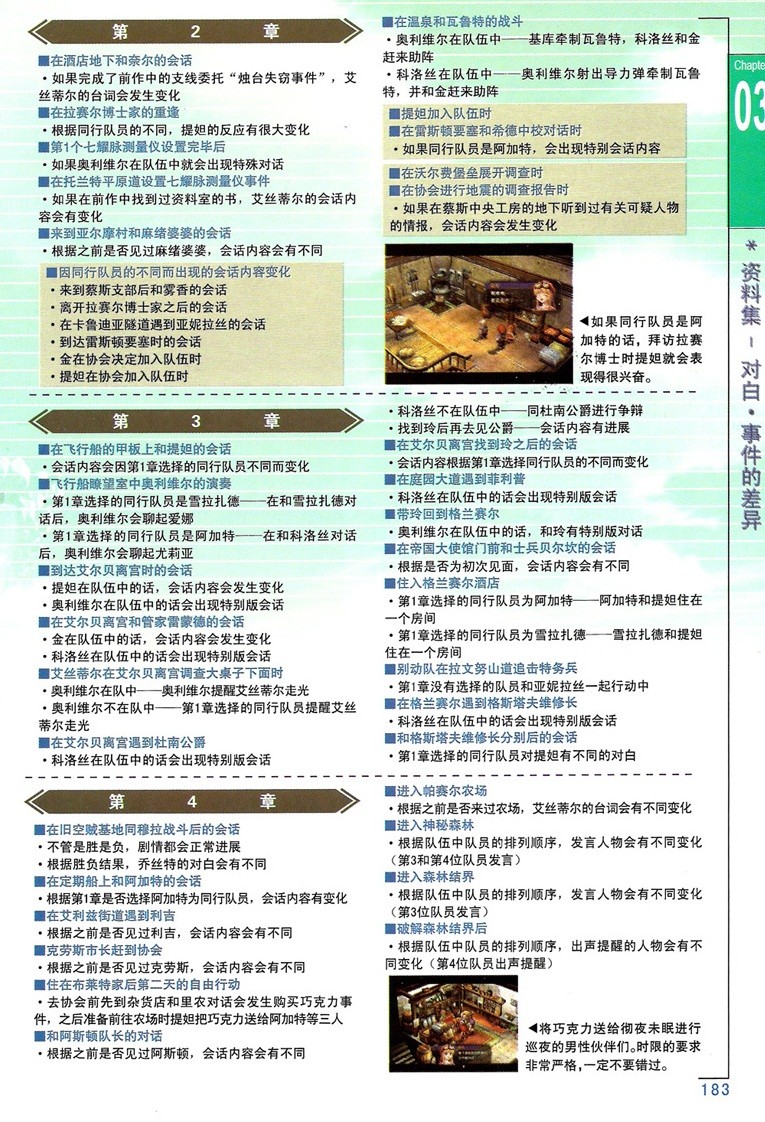 第 2 章
■在酒店地下和奈尔的会话
・如果完成了前作中的支线委托“烛台失窃事件”，艾
丝蒂尔的台词会发生变化
■在拉赛尔博士家的重逢
・根据同行队员的不同，提妲的反应有很大变化
■第1个七耀脉测量仪设置完毕后
・如果奥利维尔在队伍中就会出现特殊对话
■在托兰特平原道设置七耀脉测量仪事件
・如果在前作中找到过资料室的书，艾丝蒂尔的会话内
容会有变化
■来到亚尔摩村和麻绪婆婆的会话
・根据之前是否见过麻绪婆婆，会话内容会有不同
■因同行队员的不同而出现的会话内容变化
・来到蔡斯支部后和雾香的会话
・离开拉赛尔博士家之后的会话
・在卡鲁迪亚隧道遇到亚妮拉丝的会话
・到达雷斯顿要塞时的会话
・金在协会决定加入队伍时
・提妲在协会加入队伍时
■在温泉和瓦鲁特的战斗
・奥利维尔在队伍中——基库牵制瓦鲁特，科洛丝和金
赶来助阵
・科洛丝在队伍中——奥利维尔射出导力弹牵制瓦鲁
特，并和金赶来助阵
■提妲加入队伍时
■在雷斯顿要塞和希德中校对话时
・如果同行队员是阿加特，会出现特别会话内容
■在沃尔费堡垒展开调查时
■在协会进行地震的调查报告时
・如果在蔡斯中央工房的地下听到过有关可疑人物
的情报，会话内容会发生变化
◀如果同行队员是阿
加特的话，拜访拉赛
尔博士时提妲就会表
现得很兴奋。
第 3 章
■在飞行船的甲板上和提妲的会话
・会话内容会因第1章选择的同行队员不同而变化
■飞行船瞭望室中奥利维尔的演奏
・第1章选择的同行队员是雪拉扎德——在和雪拉扎德对
话后，奥利维尔会聊起爱娜
・第1章选择的同行队员是阿加特——在和科洛丝对话
后，奥利维尔会聊起尤莉亚
■到达艾尔贝离宫时的会话
・提妲在队伍中的话，会话内容会发生变化
・奥利维尔在队伍中的话会出现特别版会话
■在艾尔贝离宫和管家雷蒙德的会话
・金在队伍中的话，会话内容会发生变化
・科洛丝在队伍中的话会出现特别版会话
■艾丝蒂尔在艾尔贝离宫调查大桌子下面时
・奥利维尔在队中——奥利维尔提醒艾丝蒂尔走光
・奥利维尔不在队中——第1章选择的同行队员提醒艾丝
蒂尔走光
■在艾尔贝离宫遇到杜南公爵
・科洛丝在队伍中的话会出现特别版会话
・科洛丝不在队伍中——同杜南公爵进行争辩
・找到玲后再去见公爵——会话内容有进展
■在艾尔贝离宫找到玲之后的会话
・会话内容根据第1章选择同行队员的不同而变化
■在庭园大道遇到菲利普
・科洛丝在队伍中的话会出现特别版会话
■带玲回到格兰赛尔
・奥利维尔在队伍中的话，和玲有特别版对话
■在帝国大使馆门前和士兵贝尔坎的会话
・根据是否为初次见面，会话内容会有不同
■住入格兰赛尔酒店
・第1章选择的同行队员为阿加特——阿加特和提妲住在
一个房间
・第1章选择的同行队员为雪拉扎德——雪拉扎德和提妲
住在一个房间
■别动队在拉文努山道追击特务兵
・第1章没有选择的队员和亚妮拉丝一起行动中
■在格兰赛尔遇到格斯塔夫维修长
・科洛丝在队伍中的话会出现特别版会话
■和格斯塔夫维修长分别后的会话
・第1章选择的同行队员对提妲有不同的对白
第 4 章
■在旧空贼基地同穆拉战斗后的会话
・不管是胜是负，剧情都会正常进展
・根据胜负结果，乔丝特的对白会有不同
■在定期船上和阿加特的会话
・根据第1章是否选择阿加特为同行队员，会话内容有变化
■在艾利兹街道遇到利吉
・根据之前是否见过利吉，会话内容会有不同
■克劳斯市长赶到协会
・根据之前是否见过克劳斯，会话内容会有不同
■住在布莱特家后第二天的自由行动
・去协会前先到杂货店和里农对话会发生购买巧克力事
件，之后准备前往农场时提妲把巧克力送给阿加特等三人
■和阿斯顿队长的对话
・根据之前是否见过阿斯顿，会话内容会有不同
■进入帕赛尔农场
・根据之前是否来过农场，艾丝蒂尔的台词会有不同变化
■进入神秘森林
・根据队伍中队员的排列顺序，发言人物会有不同变化
（第3和第4位队员发言）
■进入森林结界
・根据队伍中队员的排列顺序，发言人物会有不同变化
（第3位队员发言）
■破解森林结界后
・根据队伍中队员的排列顺序，出声提醒的人物会有不
同变化（第4位队员出声提醒）
◀将巧克力送给彻夜未眠进行
巡夜的男性伙伴们。时限的要求
非常严格，一定不要错过。
Chapte
03
＊资料集－对白・事件的差异
183